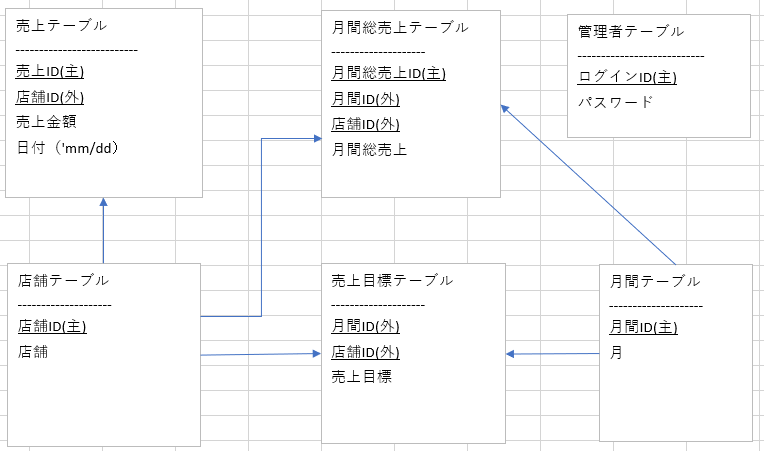 売上テーブル
--------------------------
売上ID(主)
店舗ID(外)
売上金額
日付（'mm/dd）
月間総売上テーブル
--------------------
月間総売上ID(主)
月間ID(外)
店舗ID(外)
月間総売上
管理者テーブル
---------------------------
ログインID(主)
パスワード
店舗テーブル
--------------------
店舗ID(主)
店舗
売上目標テーブル
--------------------
月間ID(外)
店舗ID(外)
売上目標
月間テーブル
--------------------
月間ID(主)
月